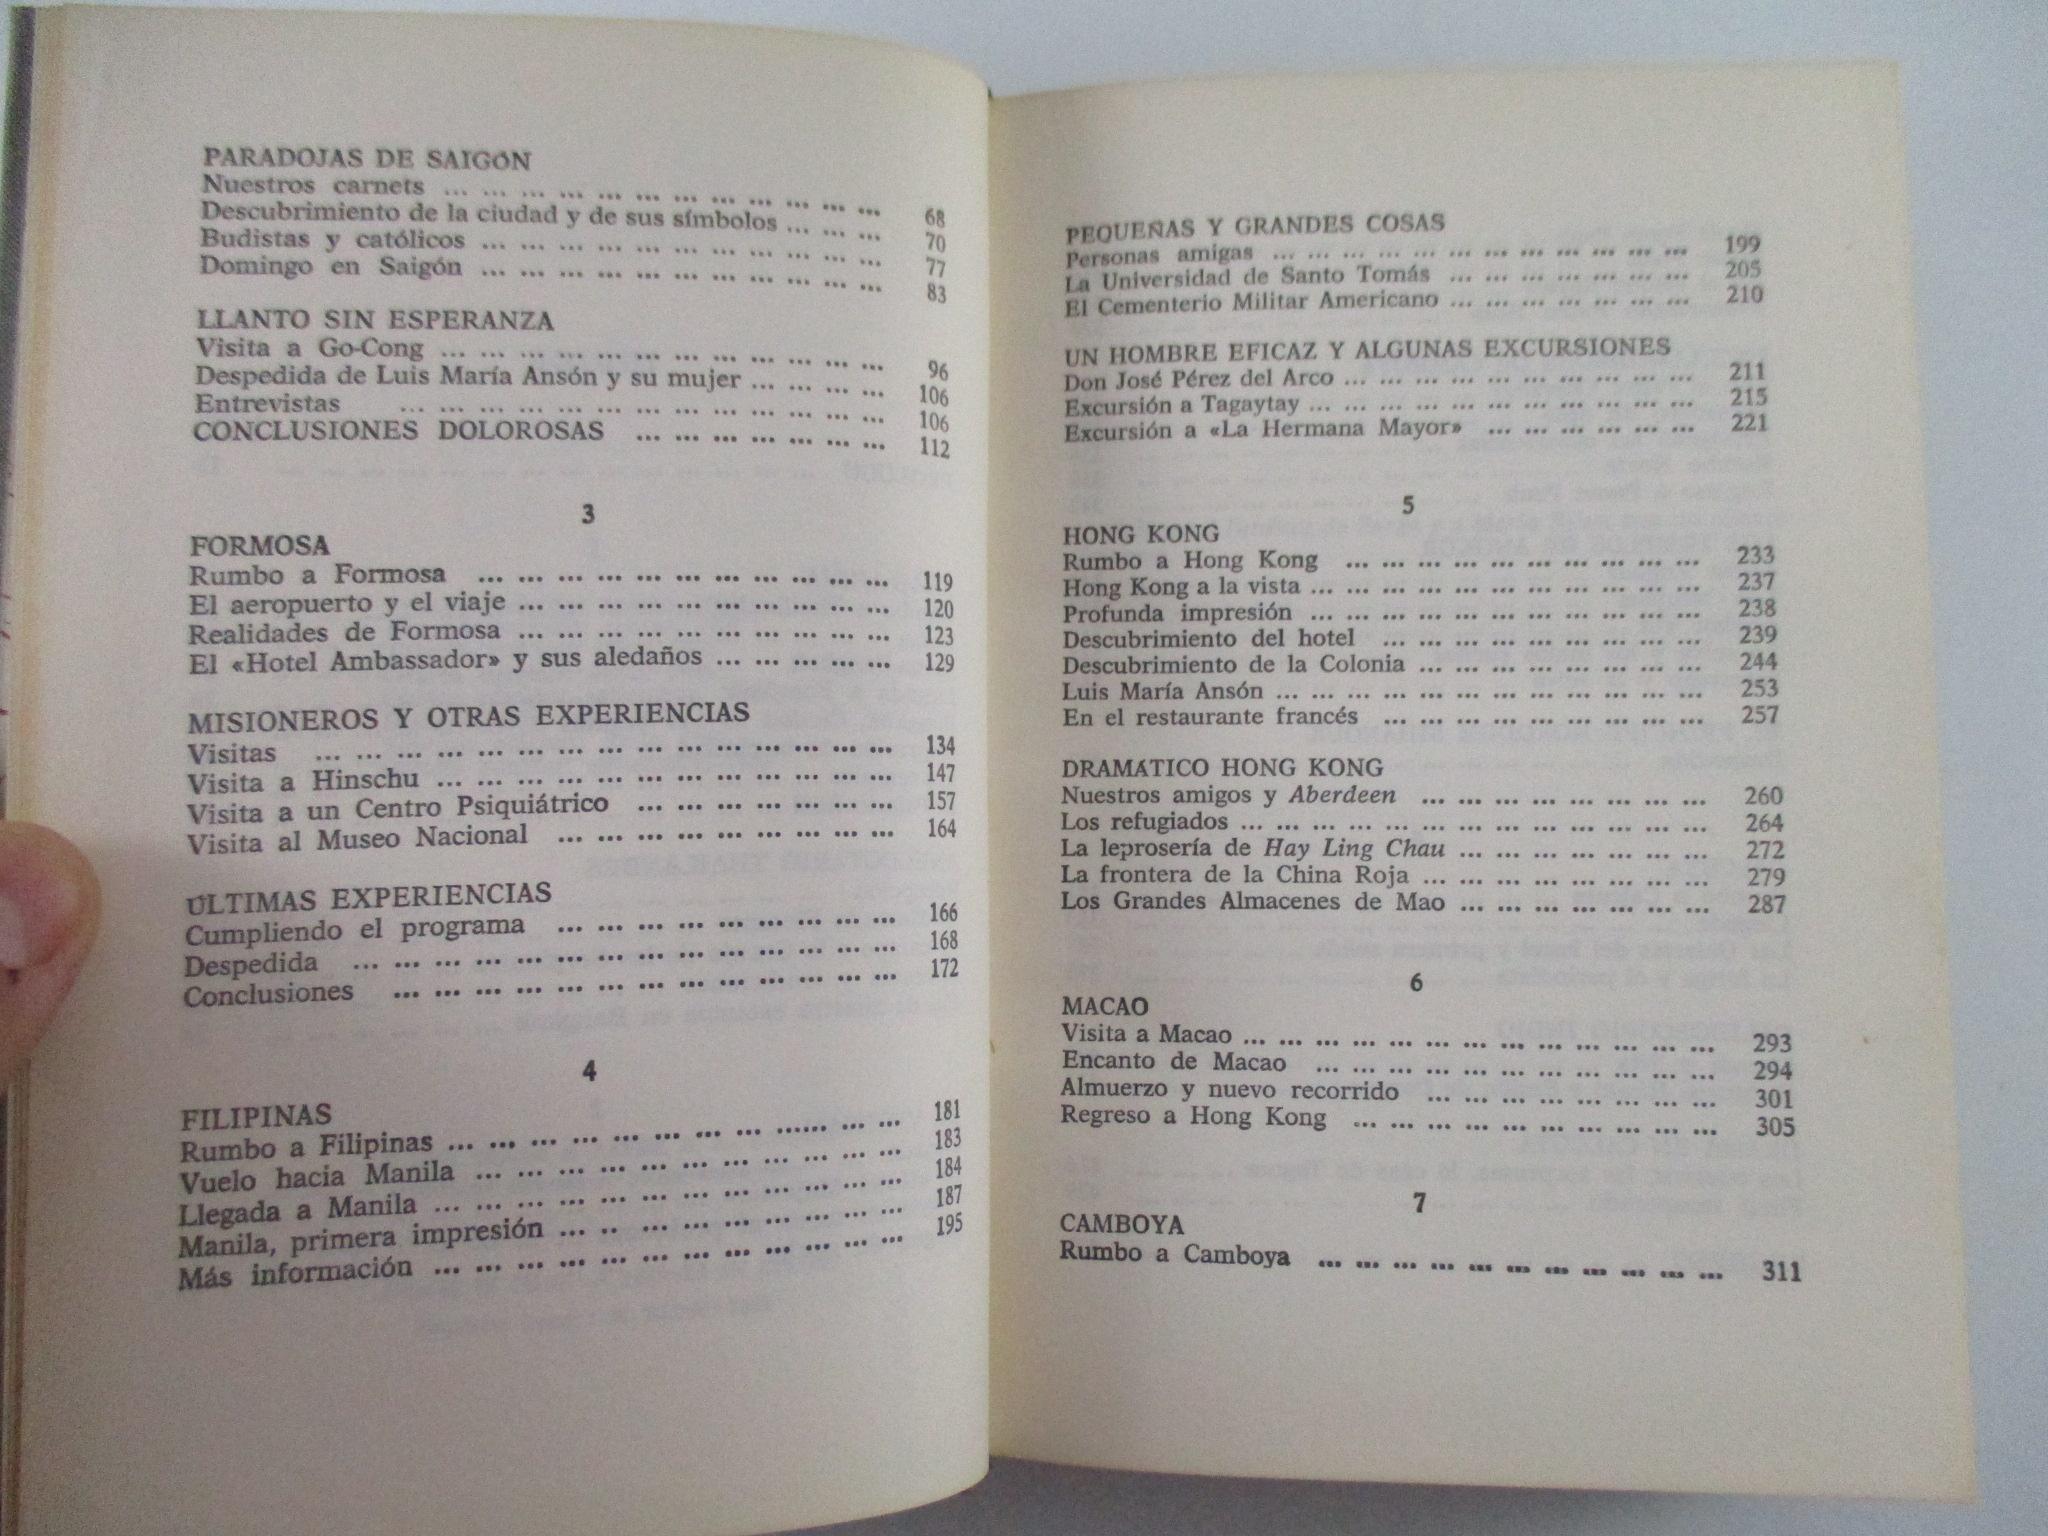 PARADOJAS DE SAIGÓN
Nuestros carnets ... ... ... ... ... ... ... ... ... ... ... ... 68
Descubrimiento de la ciudad y de sus símbolos ... ... ... 70
Budistas y católicos ... ... ... ... ... ... ... ... ... ... ... 77
Domingo en Saigón ... ... ... ... ... ... ... ... ... ... ... 83
LLANTO SIN ESPERANZA
Visita a Go-Cong ... ... ... ... ... ... ... ... ... ... ... ... 96
Despedida de Luis María Ansón y su mujer ... ... ... ... 106
Entrevistas ... ... ... ... ... ... ... ... ... ... ... ... ... 106
CONCLUSIONES DOLOROSAS ... ... ... ... ... ... ... 112
3
FORMOSA
Rumbo a Formosa ... ... ... ... ... ... ... ... ... ... ... 119
El aeropuerto y el viaje ... ... ... ... ... ... ... ... ... ... 120
Realidades de Formosa ... ... ... ... ... ... ... ... ... ... 123
El «Hotel Ambassador» y sus aledaños ... ... ... ... ... 129
MISIONEROS Y OTRAS EXPERIENCIAS
Visitas ... ... ... ... ... ... ... ... ... ... ... ... ... ... ... 134
Visita a Hinschu ... ... ... ... ... ... ... ... ... ... ... ... 147
Visita a un Centro Psiquiátrico ... ... ... ... ... ... ... 157
Visita al Museo Nacional ... ... ... ... ... ... ... ... ... 164
ULTIMAS EXPERIENCIAS
Cumpliendo el programa ... ... ... ... ... ... ... ... ... 166
Despedida ... ... ... ... ... ... ... ... ... ... ... ... ... ... 168
Conclusiones ... ... ... ... ... ... ... ... ... ... ... ... ... 172
4
FILIPINAS
Rumbo a Filipinas ... ... ... ... ... ... ... ... ...... ... ... 181
Vuelo hacia Manila ... ... ... ... ... ... ... ... ... ... ... 183
Llegada a Manila ... ... ... ... ... ... ... ... ... ... ... ... 184
Manila, primera impresión ... .. ... ... ... ... ... ... ... 187
Más información ... ... ... ... ... ... ... ... ... ... ... ... 195
PEQUEÑAS Y GRANDES COSAS
Personas amigas ... ... ... ... ... ... ... ... ... ... ... ... 199
La Universidad de Santo Tomás ... ... ... ... ... ... ... 205
El Cementerio Militar Americano ... ... ... ... ... ... ... 210
UN HOMBRE EFICAZ Y ALGUNAS EXCURSIONES
Don José Pérez del Arco ... ... ... ... ... ... ... ... ... ... 211
Excursión a Tagaytay ... ... ... ... ... ... ... ... ... ... ... 215
Excursión a «La Hermana Mayor» ... ... ... ... ... ... 221
5
HONG KONG
Rumbo a Hong Kong ... ... ... ... ... ... ... ... ... ... 233
Hong Kong a la vista ... ... ... ... ... ... ... ... ... ... ... 237
Profunda impresión ... ... ... ... ... ... ... ... ... ... ... 238
Descubrimiento del hotel ... ... ... ... ... ... ... ... ... 239
Descubrimiento de la Colonia ... ... ... ... ... ... ... ... 244
Luis María Ansón ... ... ... ... ... ... ... ... ... ... ... ... 253
En el restaurante francés ... ... ... ... ... ... ... ... ... 257
DRAMATICO HONG KONG
Nuestros amigos y Aberdeen ... ... ... ... ... ... ... ... 260
Los refugiados ... ... ... ... ... ... ... ... ... ... ... ... ... 264
La leprosería de Hay Ling Chau ... ... ... ... ... ... ... 272
La frontera de la China Roja ... ... ... ... ... ... ... ... 279
Los Grandes Almacenes de Mao ... ... ... ... ... ... ... 287
6
MACAO
Visita a Macao ... ... ... ... ... ... ... ... ... ... ... ... ... 293
Encanto de Macao ... ... ... ... ... ... ... ... ... ... ... 294
Almuerzo y nuevo recorrido ... ... ... ... ... ... ... ... 301
Regreso a Hong Kong ... ... ... ... ... ... ... ... ... ... 305
7
CAMBOYA
Rumbo a Camboya ... ... ... ... ... ... ... ... ... ... ... 311